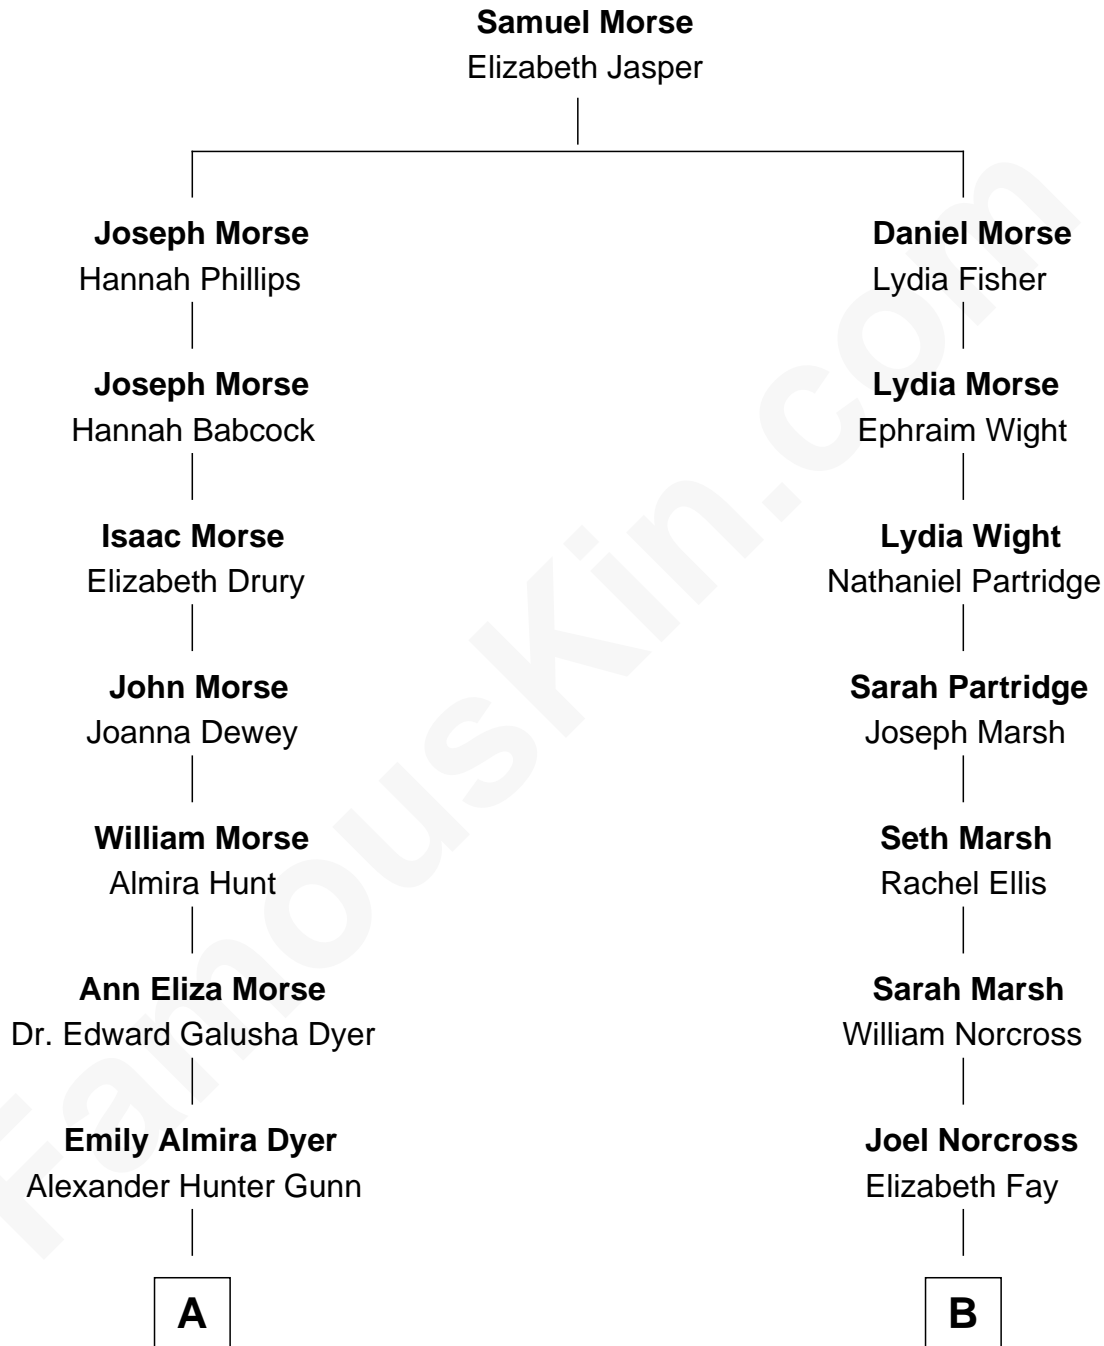 Samuel Morse
Elizabeth Jasper
Joseph Morse
Hannah Phillips
Daniel Morse
Lydia Fisher
Joseph Morse
Hannah Babcock
Lydia Morse
Ephraim Wight
Isaac Morse
Elizabeth Drury
Lydia Wight
Nathaniel Partridge
John Morse
Joanna Dewey
Sarah Partridge
Joseph Marsh
William Morse
Almira Hunt
Seth Marsh
Rachel Ellis
Ann Eliza Morse
Dr. Edward Galusha Dyer
Sarah Marsh
William Norcross
Emily Almira Dyer
Alexander Hunter Gunn
Joel Norcross
Elizabeth Fay
A
B
FamousKin.com